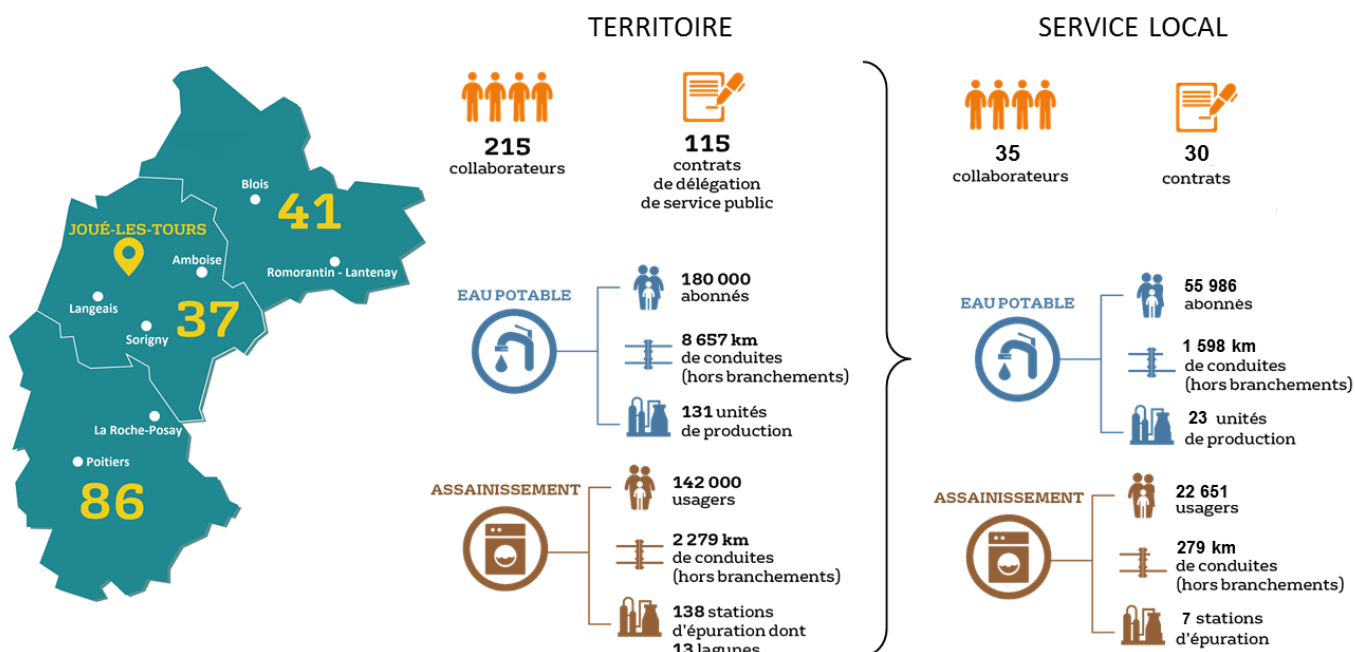 TERRITOIRE
SERVICE LOCAL
Blois
41
JOUÉ-LES-TOURS
Amboise
Romorantin - Lantenay
Langeais
37
Sorigny
La Roche-Posay
Poitiers
86
215
collaborateurs
115
contrats
de délégation
de service public
EAU POTABLE
180 000
abonnés
8 657 km
de conduites
(hors branchements)
131 unités
de production
ASSAINISSEMENT
142 000
usagers
2 279 km
de conduites
(hors branchements)
138 stations
d'épuration dont
13 lagunes
35
collaborateurs
30
contrats
EAU POTABLE
55 986
abonnés
1 598 km
de conduites
(hors branchements)
23 unités
de production
ASSAINISSEMENT
22 651
usagers
279 km
de conduites
(hors branchements)
7 stations
d'épuration